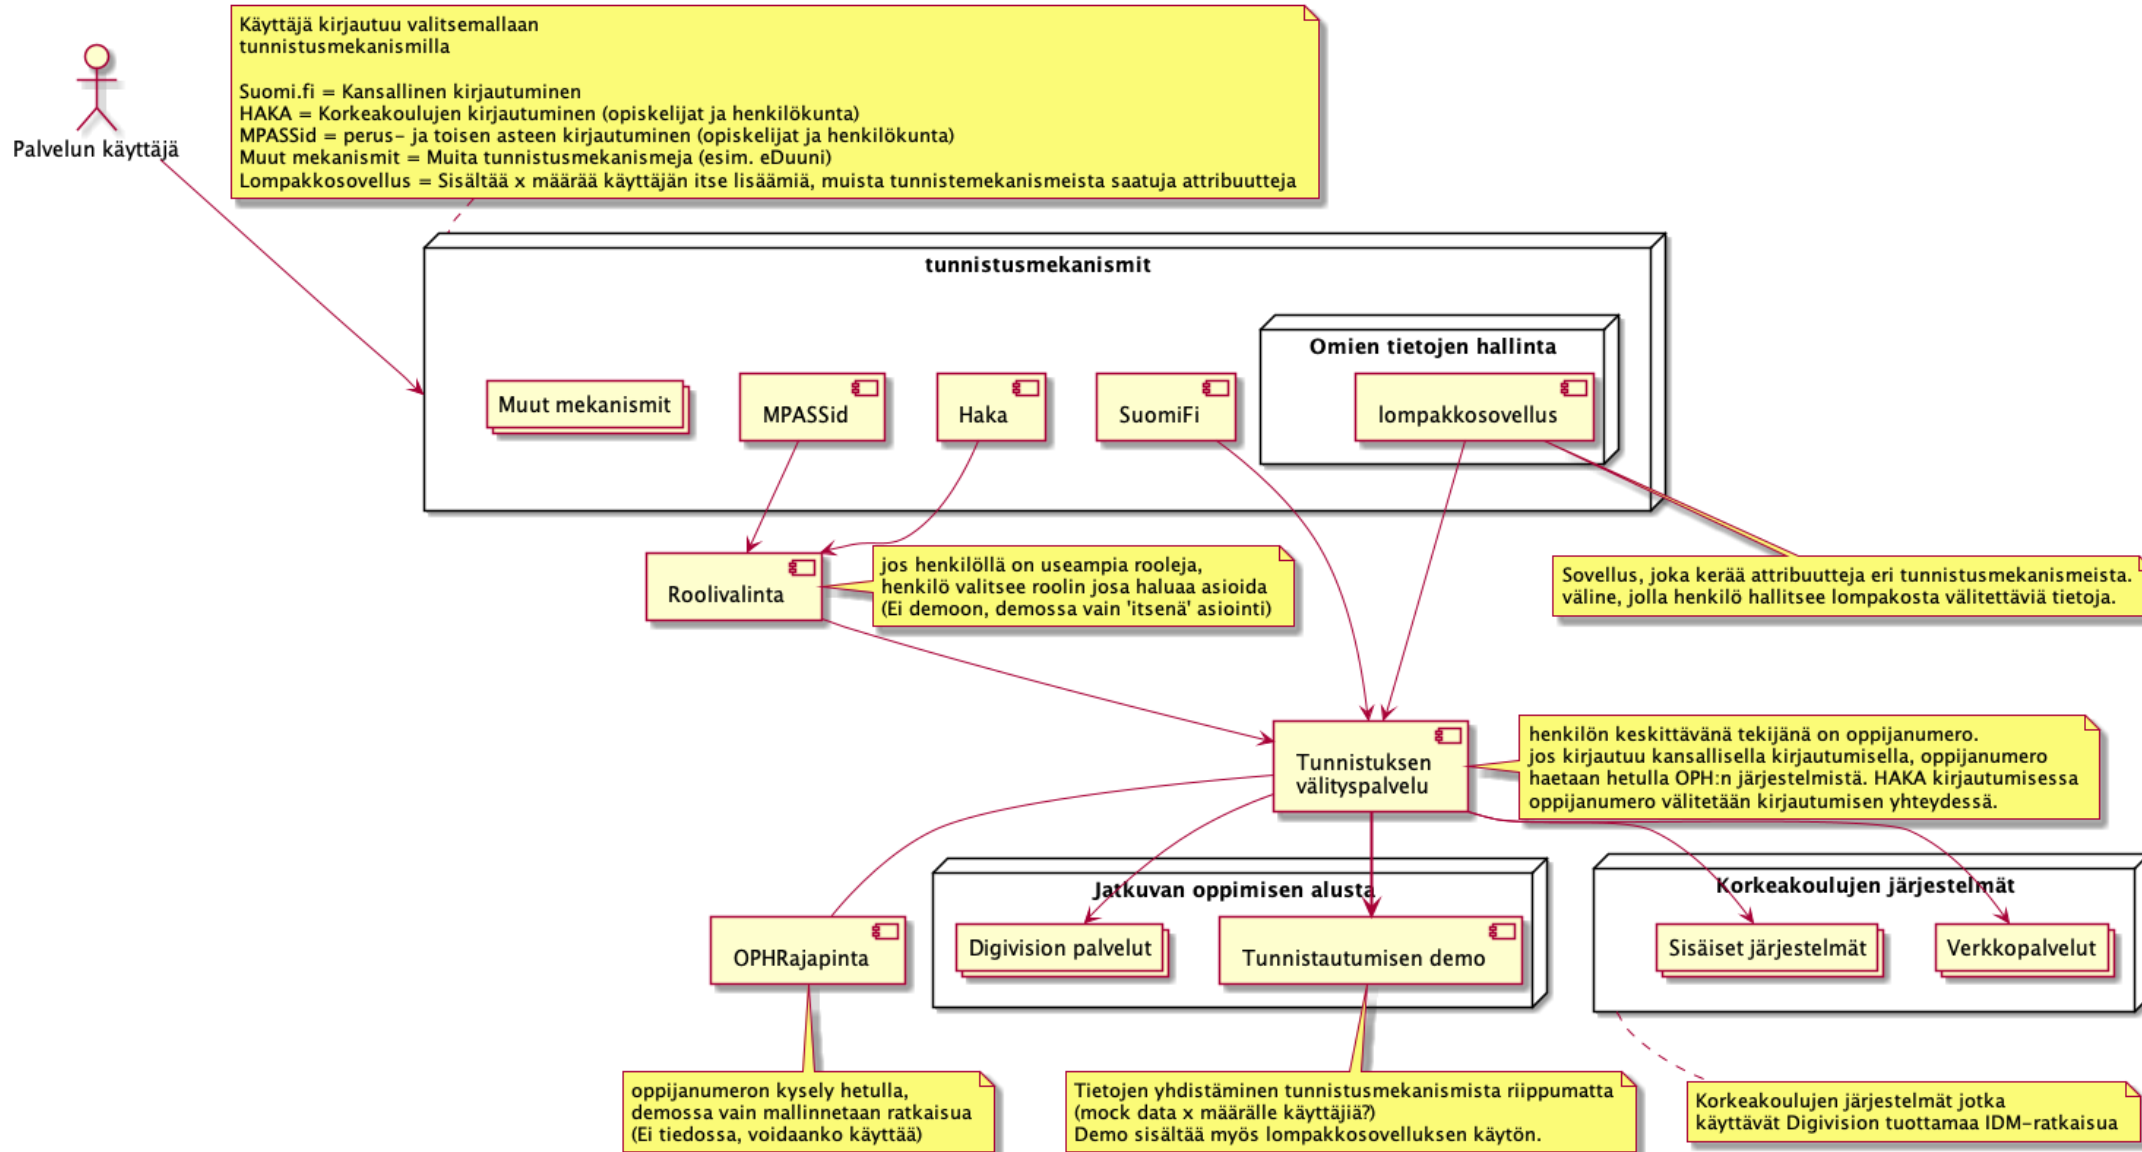 Käyttäjä kirjautuu valitsemallaan
tunnistusmekanismilla
Suomi.fi = Kansallinen kirjautuminen
HAKA = Korkeakoulujen kirjautuminen (opiskelijat ja henkilökunta)
MPASSid = perus- ja toisen asteen kirjautuminen (opiskelijat ja henkilökunta)
Muut mekanismit = Muita tunnistusmekanismeja (esim. eDuuni)
Lompakkosovellus = Sisältää x määrää käyttäjän itse lisäämiä, muista tunnistemekanismeista saatuja attribuutteja
Palvelun käyttäjä
tunnistusmekanismit
Omien tietojen hallinta
Muut mekanismit
MPASSid
Haka
SuomiFi
lompakkosovellus
Roolivalinta
jos henkilöllä on useampia rooleja,
henkilö valitsee roolin josa haluaa asioida
(Ei demoon, demossa vain 'itsenä' asiointi)
Sovellus, joka kerää attribuutteja eri tunnistusmekanismeista.
väline, jolla henkilö hallitsee lompakosta välitettäviä tietoja.
Tunnistuksen
välityspalvelu
henkilön keskittävänä tekijänä on oppijanumero.
jos kirjautuu kansallisella kirjautumisella, oppijanumero
haetaan hetulla OPH:n järjestelmistä. HAKA kirjautumisessa
oppijanumero välitetään kirjautumisen yhteydessä.
Jatkuvan oppimisen alusta
Korkeakoulujen järjestelmät
OPHRajapinta
Digivision palvelut
Tunnistautumisen demo
Sisäiset järjestelmät
Verkkopalvelut
oppijanumeron kysely hetulla,
demossa vain mallinnetaan ratkaisua
(Ei tiedossa, voidaanko käyttää)
Tietojen yhdistäminen tunnistusmekanismista riippumatta
(mock data x määrälle käyttäjiä?)
Demo sisältää myös lompakkosovelluksen käytön.
Korkeakoulujen järjestelmät jotka
käyttävät Digivision tuottamaa IDM-ratkaisua